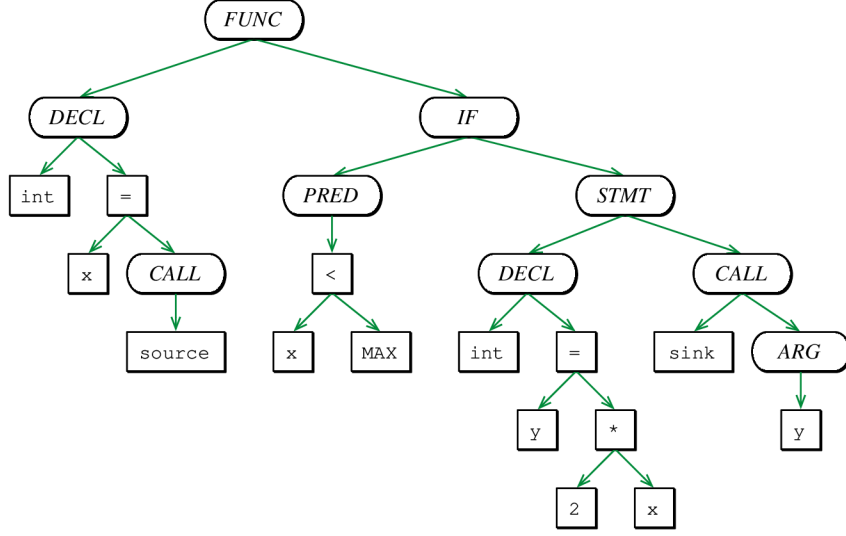 FUNC
DECL IF
int = PRED STMT
x CALL < DECL CALL
source x MAX int = sink ARG
y * y
2 x